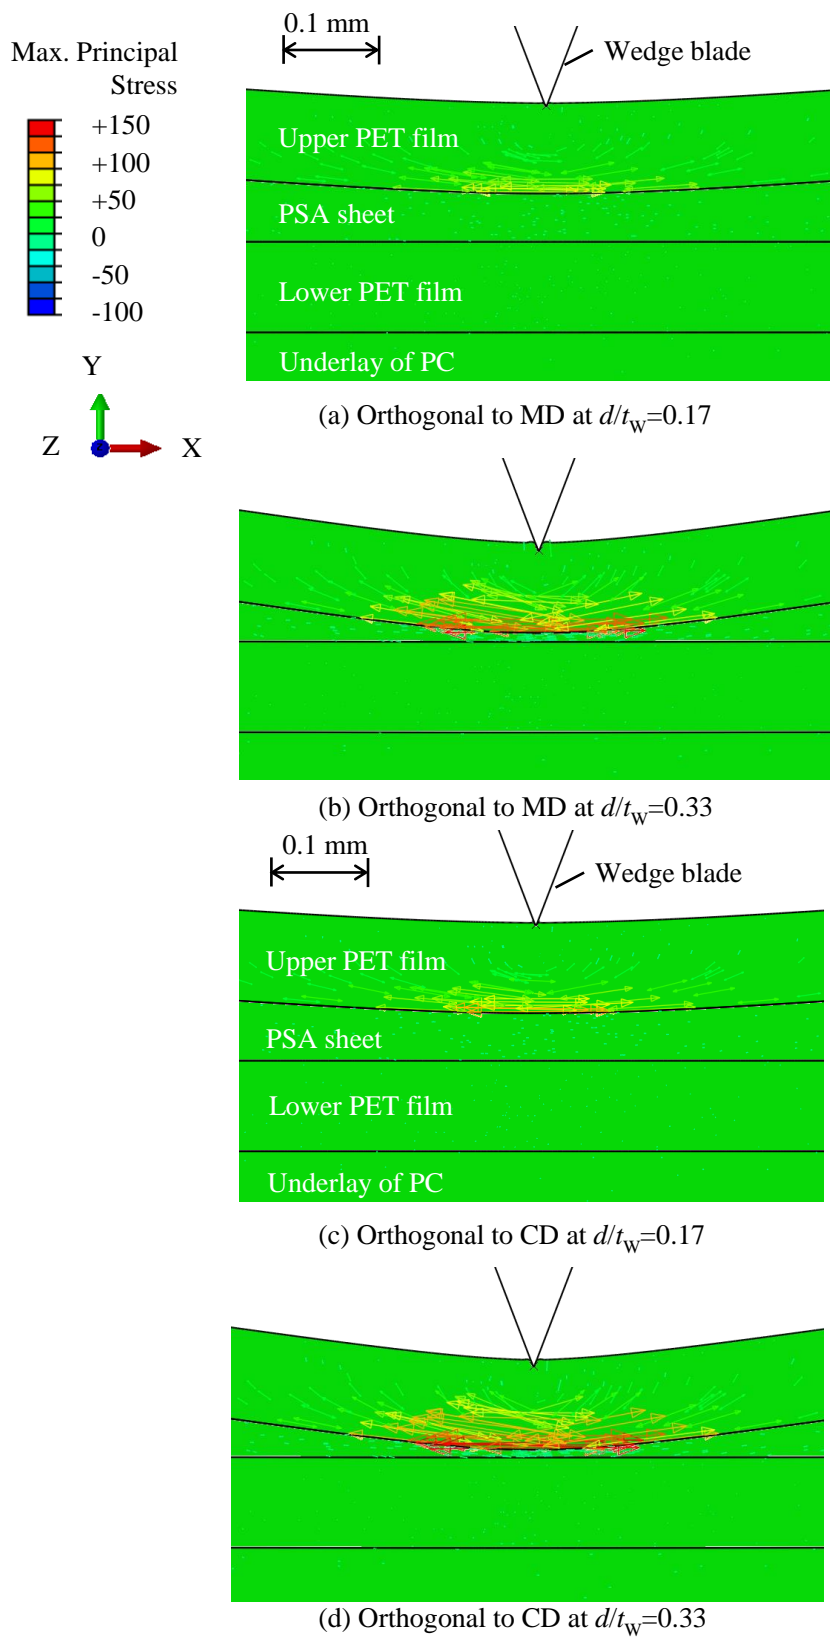 0.1 mm
Wedge blade
Max. Principal
Stress
+150
+100
+50
0
-50
-100
Y
Z
X
Upper PET film
PSA sheet
Lower PET film
Underlay of PC
(a) Orthogonal to MD at d/tW=0.17
(b) Orthogonal to MD at d/tW=0.33
0.1 mm
Wedge blade
Upper PET film
PSA sheet
Lower PET film
Underlay of PC
(c) Orthogonal to CD at d/tW=0.17
(d) Orthogonal to CD at d/tW=0.33